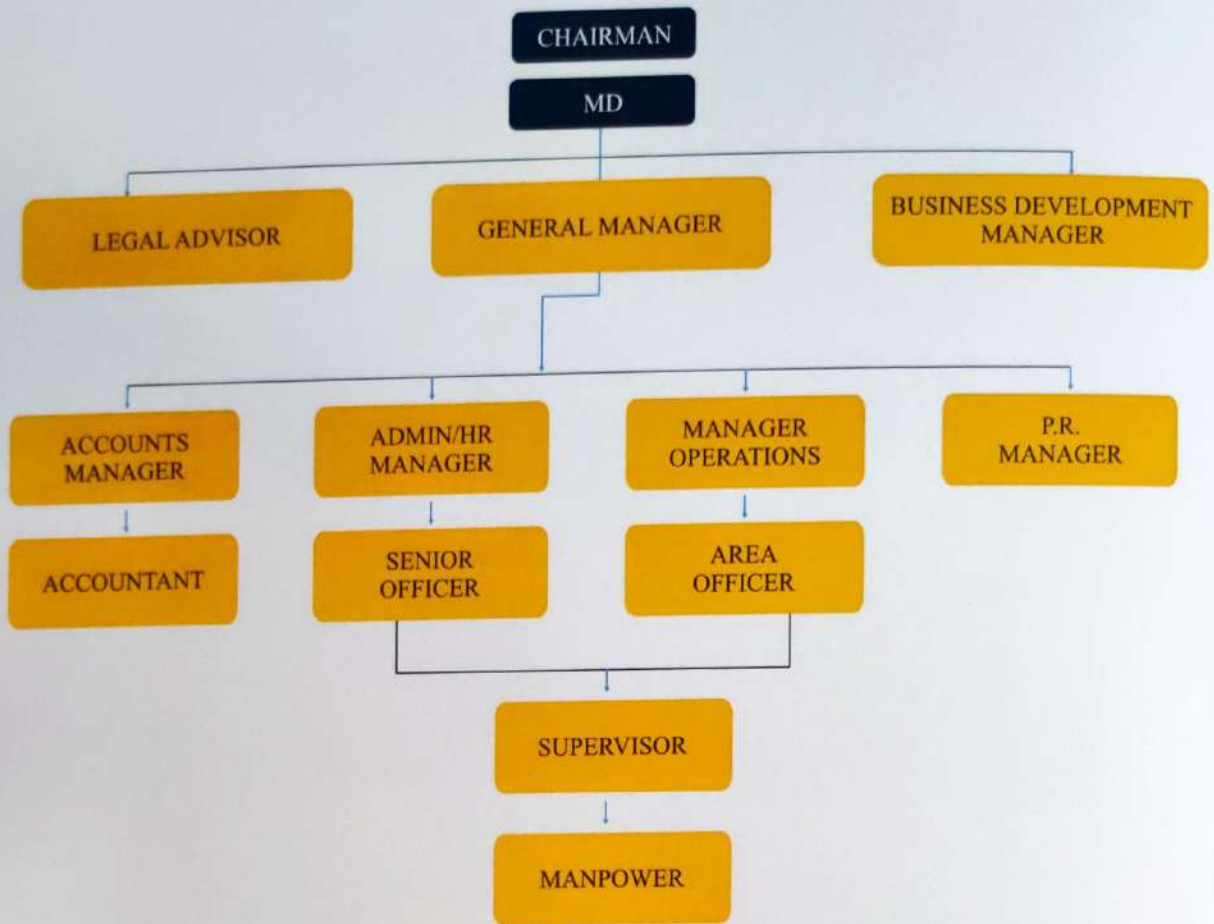 CHAIRMAN
MD
LEGAL ADVISOR
GENERAL MANAGER
BUSINESS DEVELOPMENT
MANAGER
ACCOUNTS
MANAGER
ADMIN/HR
MANAGER
MANAGER
OPERATIONS
P.R.
MANAGER
ACCOUNTANT
SENIOR
OFFICER
AREA
OFFICER
SUPERVISOR
MANPOWER